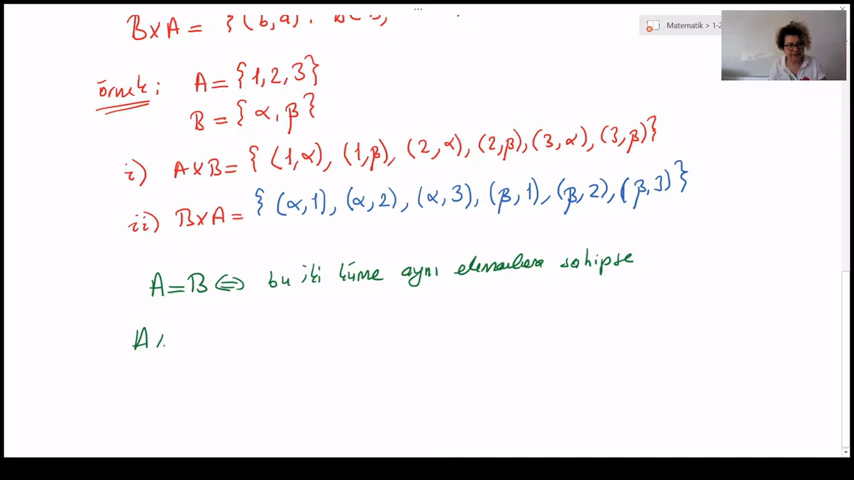 B×A = {(b,a) :
Matematik > 1-2
örnek: A = {1,2,3}
B = {α, β}
i) A×B = { (1,α), (1,β), (2,α), (2,β), (3,α), (3,β)}
ii) B×A = { (α,1), (α,2), (α,3), (β,1), (β,2), (β,3)}
A=B ⇔ bu iki küme aynı elemanlara sahipse
A